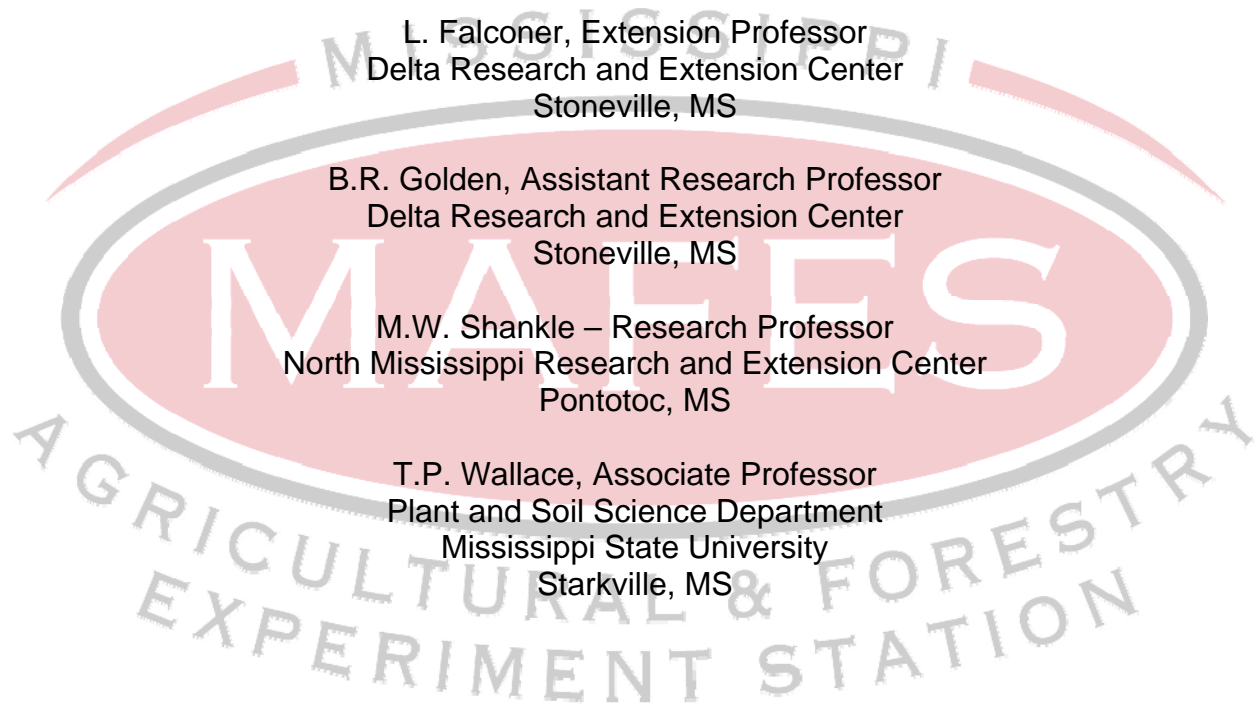 MISSISSIPPI
L. Falconer, Extension Professor
Delta Research and Extension Center
Stoneville, MS
B.R. Golden, Assistant Research Professor
Delta Research and Extension Center
Stoneville, MS
MAFES
M.W. Shankle – Research Professor
North Mississippi Research and Extension Center
Pontotoc, MS
T.P. Wallace, Associate Professor
Plant and Soil Science Department
Mississippi State University
Starkville, MS
AGRICULTURAL & FORESTRY
EXPERIMENT STATION